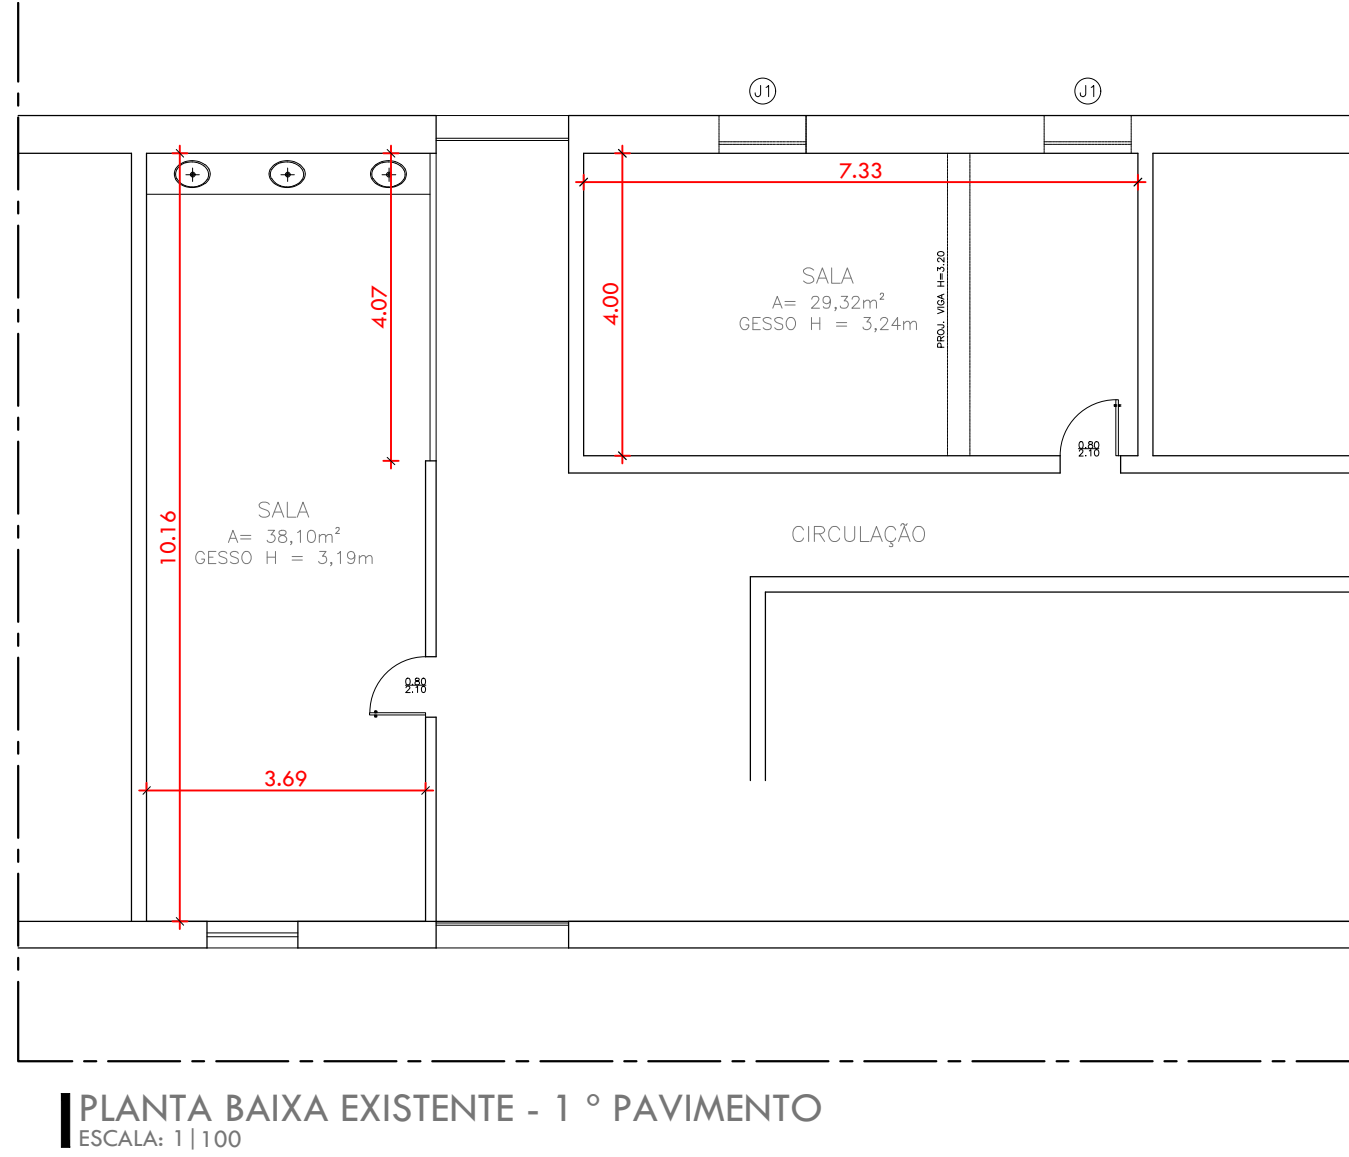 J1
J1
7.33
4.07
4.00
SALA
A= 29,32m²
GESSO H = 3,24m
PROJ. VIGA H=3.20
0.80
2.10
10.16
SALA
A= 38,10m²
GESSO H = 3,19m
CIRCULAÇÃO
0.80
2.10
3.69
PLANTA BAIXA EXISTENTE - 1 º PAVIMENTO
ESCALA: 1|100